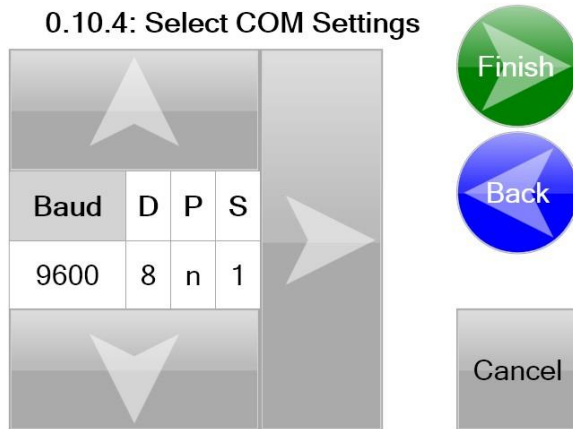 0.10.4: Select COM Settings
Finish
Back
Baud D P S
9600 8 n 1
Cancel